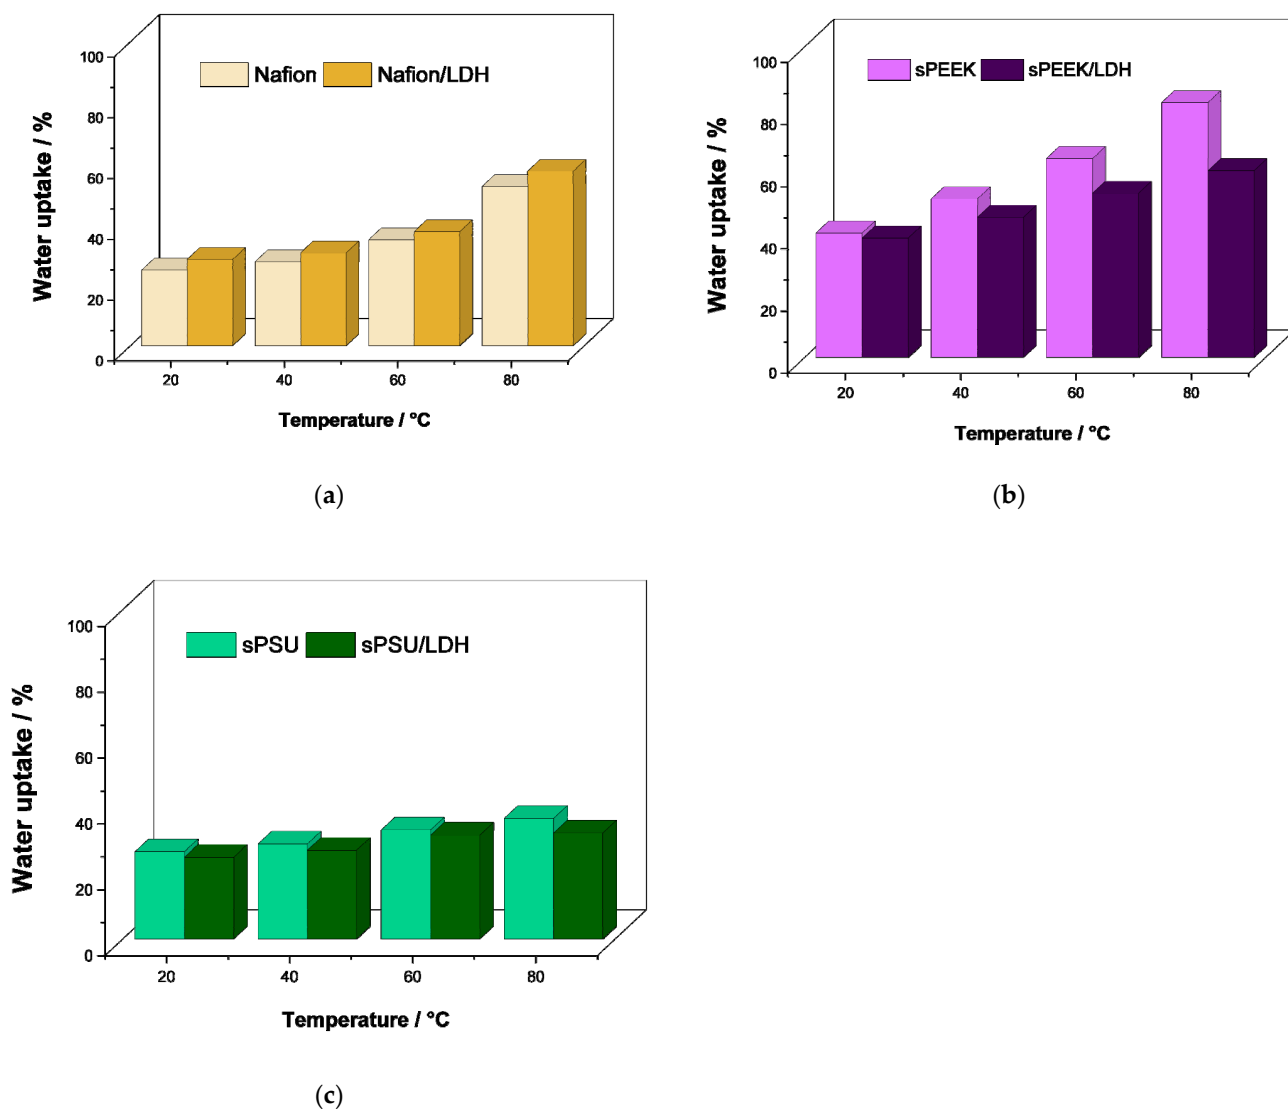 Nafion Nafion/LDH
Water uptake / %
100
80
60
40
20
0
20 40 60 80
Temperature / °C
(a)
sPEEK sPEEK/LDH
Water uptake / %
100
80
60
40
20
0
20 40 60 80
Temperature / °C
(b)
sPSU sPSU/LDH
Water uptake / %
100
80
60
40
20
0
20 40 60 80
Temperature / °C
(c)